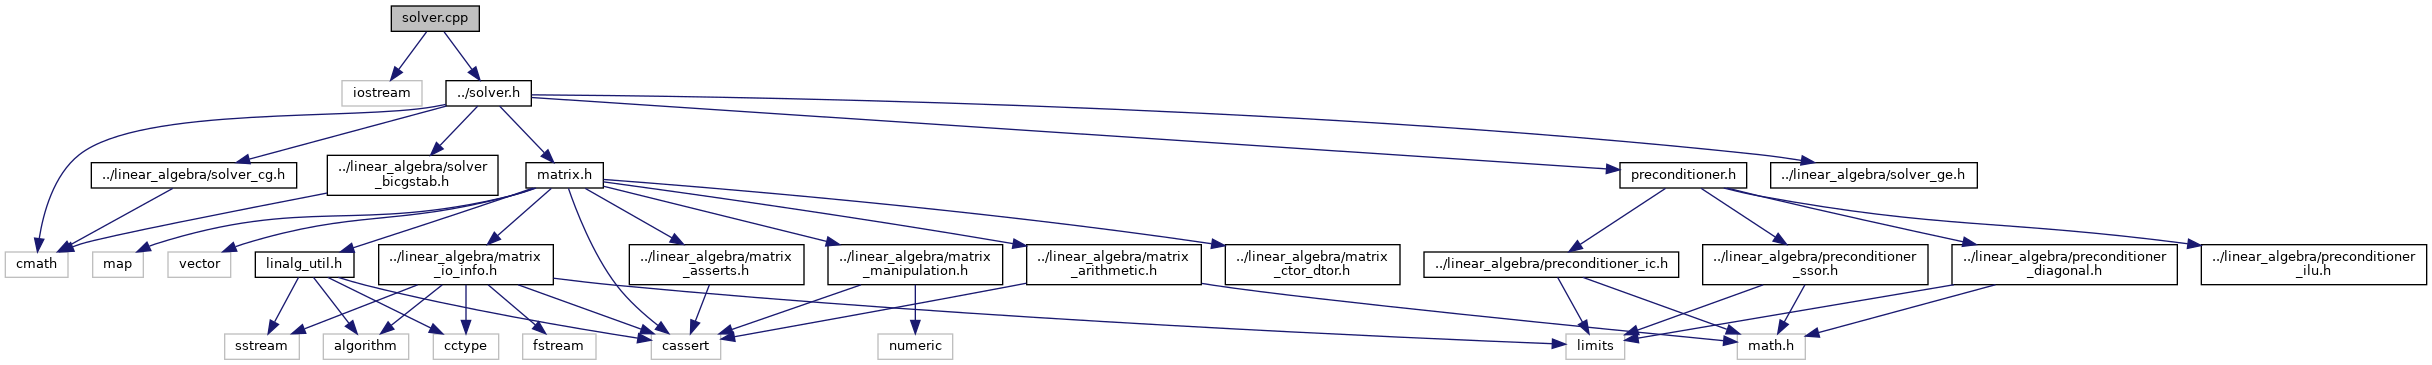 solver.cpp
iostream
../solver.h
../linear_algebra/solver_cg.h
../linear_algebra/solver
_bicgstab.h
matrix.h
preconditioner.h
../linear_algebra/solver_ge.h
cmath
map
vector
linalg_util.h
../linear_algebra/matrix
_io_info.h
../linear_algebra/matrix
_asserts.h
../linear_algebra/matrix
_manipulation.h
../linear_algebra/matrix
_arithmetic.h
../linear_algebra/matrix
_ctor_dtor.h
../linear_algebra/preconditioner_ic.h
../linear_algebra/preconditioner
_ssor.h
../linear_algebra/preconditioner
_diagonal.h
../linear_algebra/preconditioner
_ilu.h
sstream
algorithm
cctype
fstream
cassert
numeric
limits
math.h